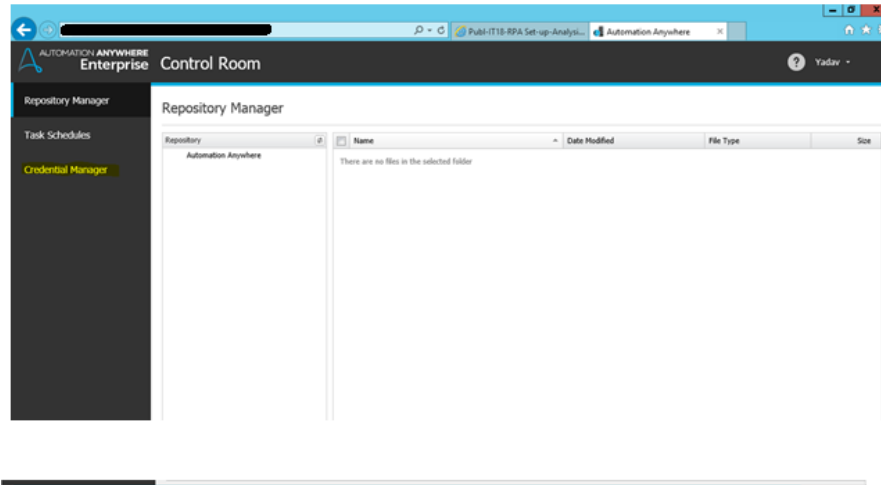 Publ-IT18-RPA Set-up-Analysi... Automation Anywhere
AUTOMATION ANYWHERE
Enterprise Control Room ? Yadav
Repository Manager
Repository Manager
Task Schedules
Credential Manager
Repository Name Date Modified File Type Size
Automation Anywhere
There are no files in the selected folder